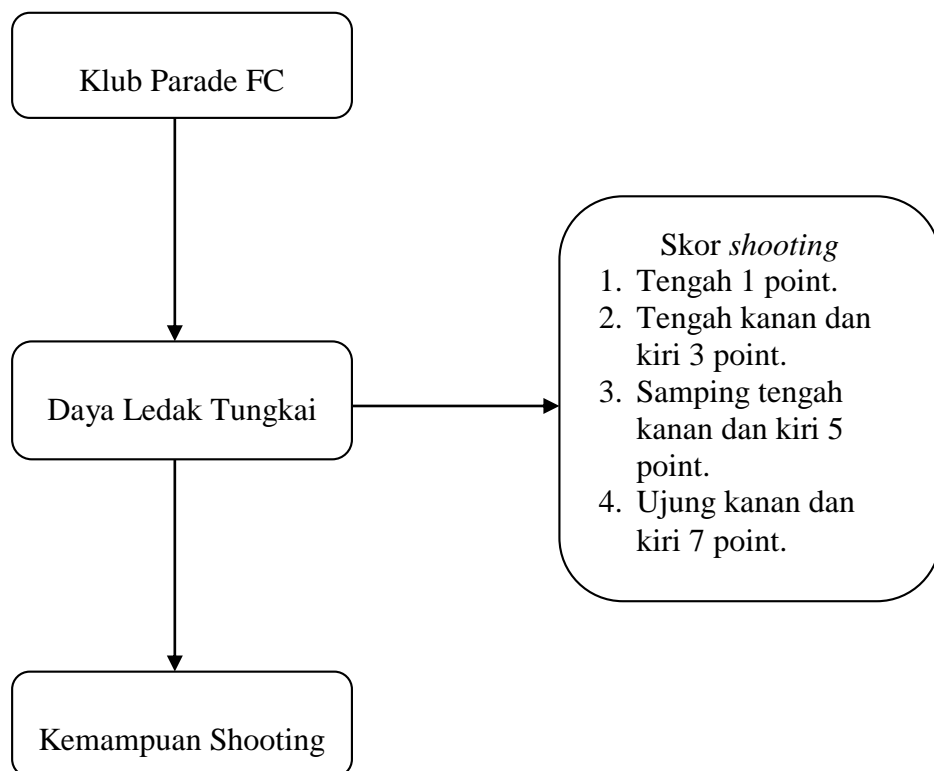 Klub Parade FC
Skor shooting
1. Tengah 1 point.
2. Tengah kanan dan
kiri 3 point.
3. Samping tengah
kanan dan kiri 5
point.
4. Ujung kanan dan
kiri 7 point.
Daya Ledak Tungkai
Kemampuan Shooting